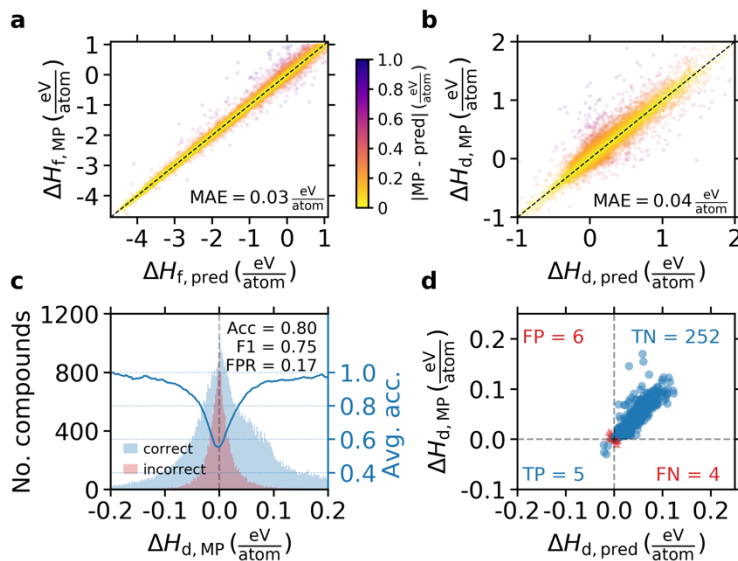 a
ΔH_f,MP (eV/atom)
1
0
-1
-2
-3
-4
-4 -3 -2 -1 0 1
ΔH_f,pred (eV/atom)
MAE = 0.03 eV/atom
1.0
0.8
0.6
0.4
0.2
0
|MP - pred| (eV/atom)
b
ΔH_d,MP (eV/atom)
2
1
0
-1
-1 0 1 2
ΔH_d,pred (eV/atom)
MAE = 0.04 eV/atom
c
No. compounds
1200
800
400
0
Acc = 0.80
F1 = 0.75
FPR = 0.17
correct
incorrect
1.0
0.8
0.6
0.4
Avg. acc.
-0.2 -0.1 0.0 0.1 0.2
ΔH_d,MP (eV/atom)
d
ΔH_d,MP (eV/atom)
0.2
0.1
0.0
-0.1
FP = 6
TN = 252
TP = 5
FN = 4
-0.2 -0.1 0.0 0.1 0.2
ΔH_d,pred (eV/atom)